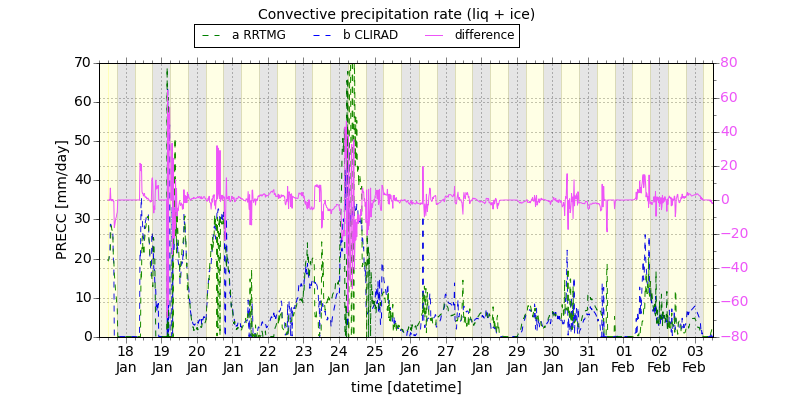 Convective precipitation rate (liq + ice)
a RRTMG b CLIRAD difference
70 80
60 60
50 40
40 20
30 0
20 −20
10 −40
0 −60
−80
PRECC [mm/day]
18 19 20 21 22 23 24 25 26 27 28 29 30 31 01 02 03
Jan Jan Jan Jan Jan Jan Jan Jan Jan Jan Jan Jan Jan Jan Feb Feb Feb
time [datetime]